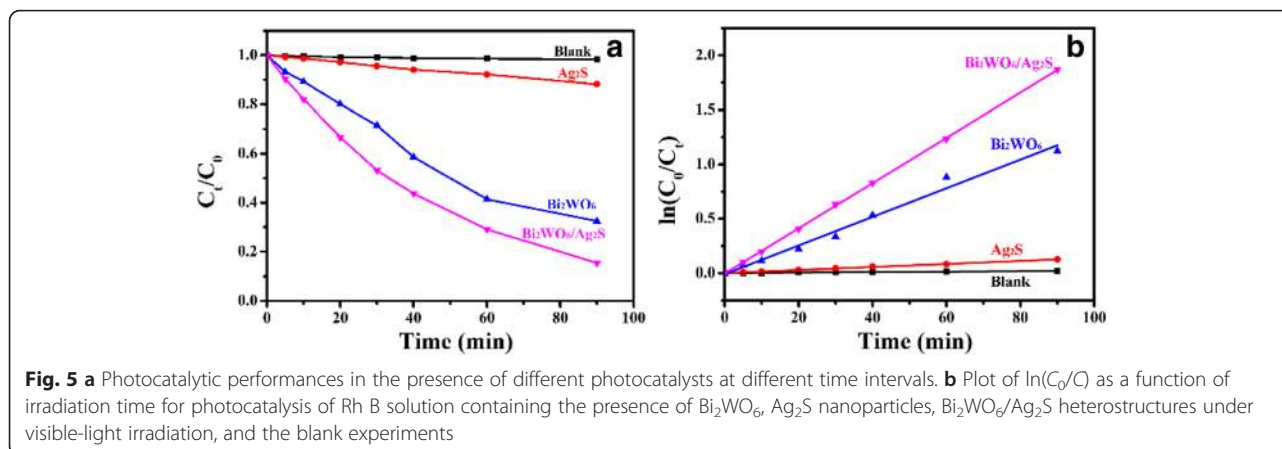 a
Blank
Ag₂S
Bi₂WO₆
Bi₂WO₆/Ag₂S
1.0
0.8
0.6
0.4
0.2
0.0
Cₜ/C₀
0 20 40 60 80 100
Time (min)
b
Bi₂WO₆/Ag₂S
Bi₂WO₆
Ag₂S
Blank
2.0
1.5
1.0
0.5
0.0
ln(C₀/Cₜ)
0 20 40 60 80 100
Time (min)
Fig. 5 a Photocatalytic performances in the presence of different photocatalysts at different time intervals. b Plot of ln(C₀/C) as a function of
irradiation time for photocatalysis of Rh B solution containing the presence of Bi₂WO₆, Ag₂S nanoparticles, Bi₂WO₆/Ag₂S heterostructures under
visible-light irradiation, and the blank experiments